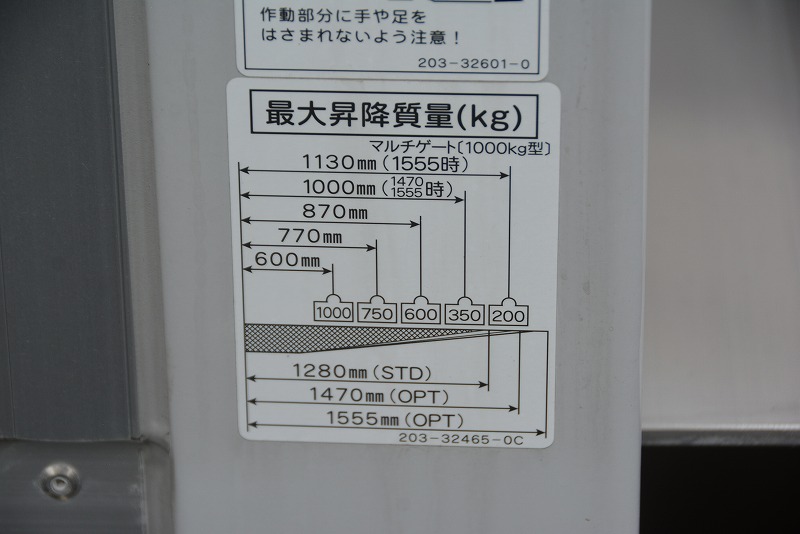 作動部分に手や足を
はさまれないよう注意!
203-32601-0
最大昇降質量(kg)
マルチゲート〔1000kg型〕
1130mm(1555時)
1000mm(1470 1555時)
870mm
770mm
600mm
1000 750 600 350 200
1280mm(STD)
1470mm(OPT)
1555mm(OPT)
203-32465-0C